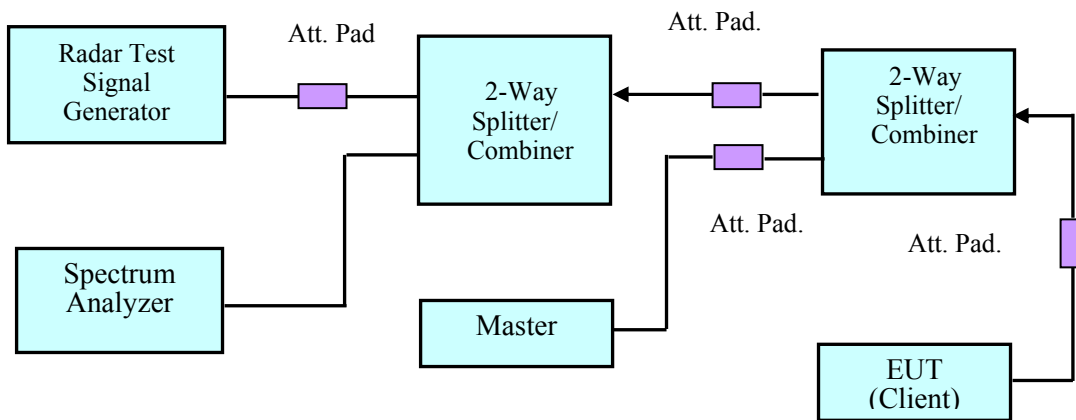 Radar Test
Signal
Generator
Att. Pad
2-Way
Splitter/
Combiner
Att. Pad.
2-Way
Splitter/
Combiner
Att. Pad.
Att. Pad.
Spectrum
Analyzer
Master
EUT
(Client)